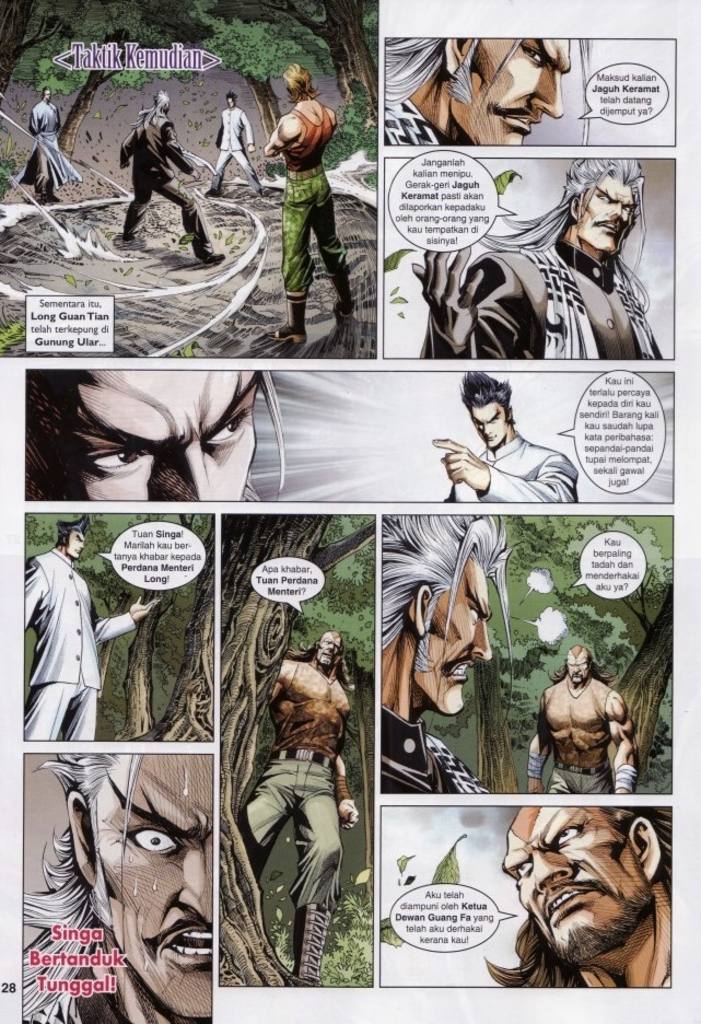 <Taktik Kemudian>
Sementara itu,
Long Guan Tian
telah terkepung di
Gunung Ular...
Maksud kalian
Jaguh Keramat
telah datang
dijemput ya?
Janganlah
kalian menipu.
Gerak-geri Jaguh
Keramat pasti akan
dilaporkan kepadaku
oleh orang-orang yang
kau tempatkan di
sisinya!
Kau ini
terlalu percaya
kepada diri kau
sendiri! Barang kali
kau saudah lupa
kata peribahasa:
sepandai-pandai
tupai melompat,
sekali gawal
juga!
Tuan Singa!
Marilah kau ber-
tanya khabar kepada
Perdana Menteri
Long!
Apa khabar,
Tuan Perdana
Menteri?
Kau
berpaling
tadah dan
menderhakai
aku ya?
Singa
Bertanduk
Tunggal!
Aku telah
diampuni oleh Ketua
Dewan Guang Fa yang
telah aku derhakai
kerana kau!
28